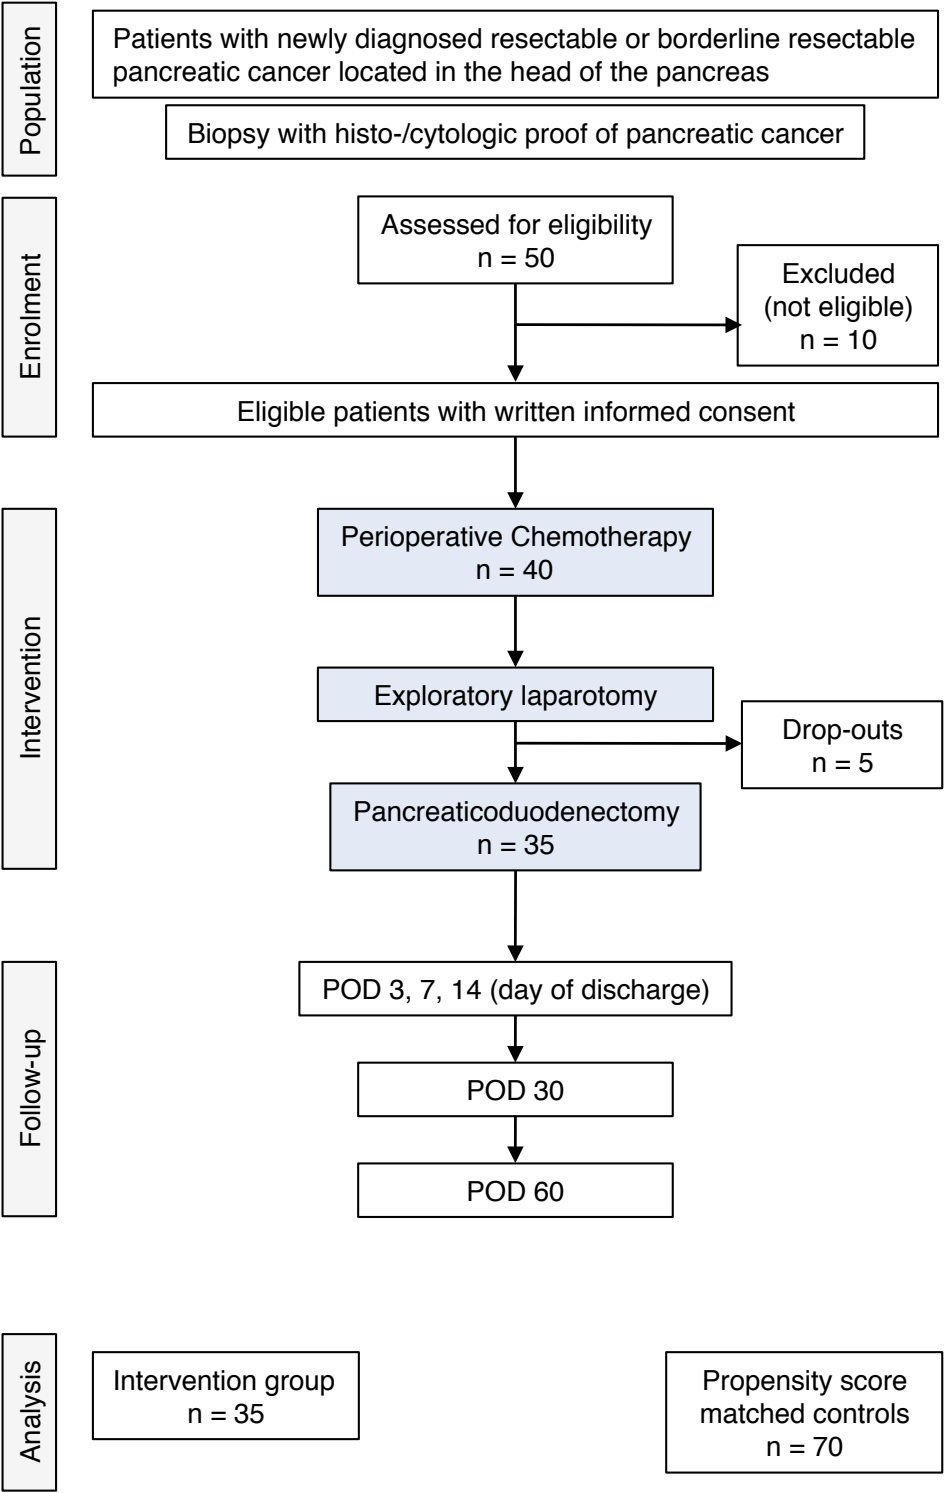 Population
Patients with newly diagnosed resectable or borderline resectable
pancreatic cancer located in the head of the pancreas
Biopsy with histo-/cytologic proof of pancreatic cancer
Enrolment
Assessed for eligibility
n = 50
Excluded
(not eligible)
n = 10
Eligible patients with written informed consent
Intervention
Perioperative Chemotherapy
n = 40
Exploratory laparotomy
Drop-outs
n = 5
Pancreaticoduodenectomy
n = 35
Follow-up
POD 3, 7, 14 (day of discharge)
POD 30
POD 60
Analysis
Intervention group
n = 35
Propensity score
matched controls
n = 70